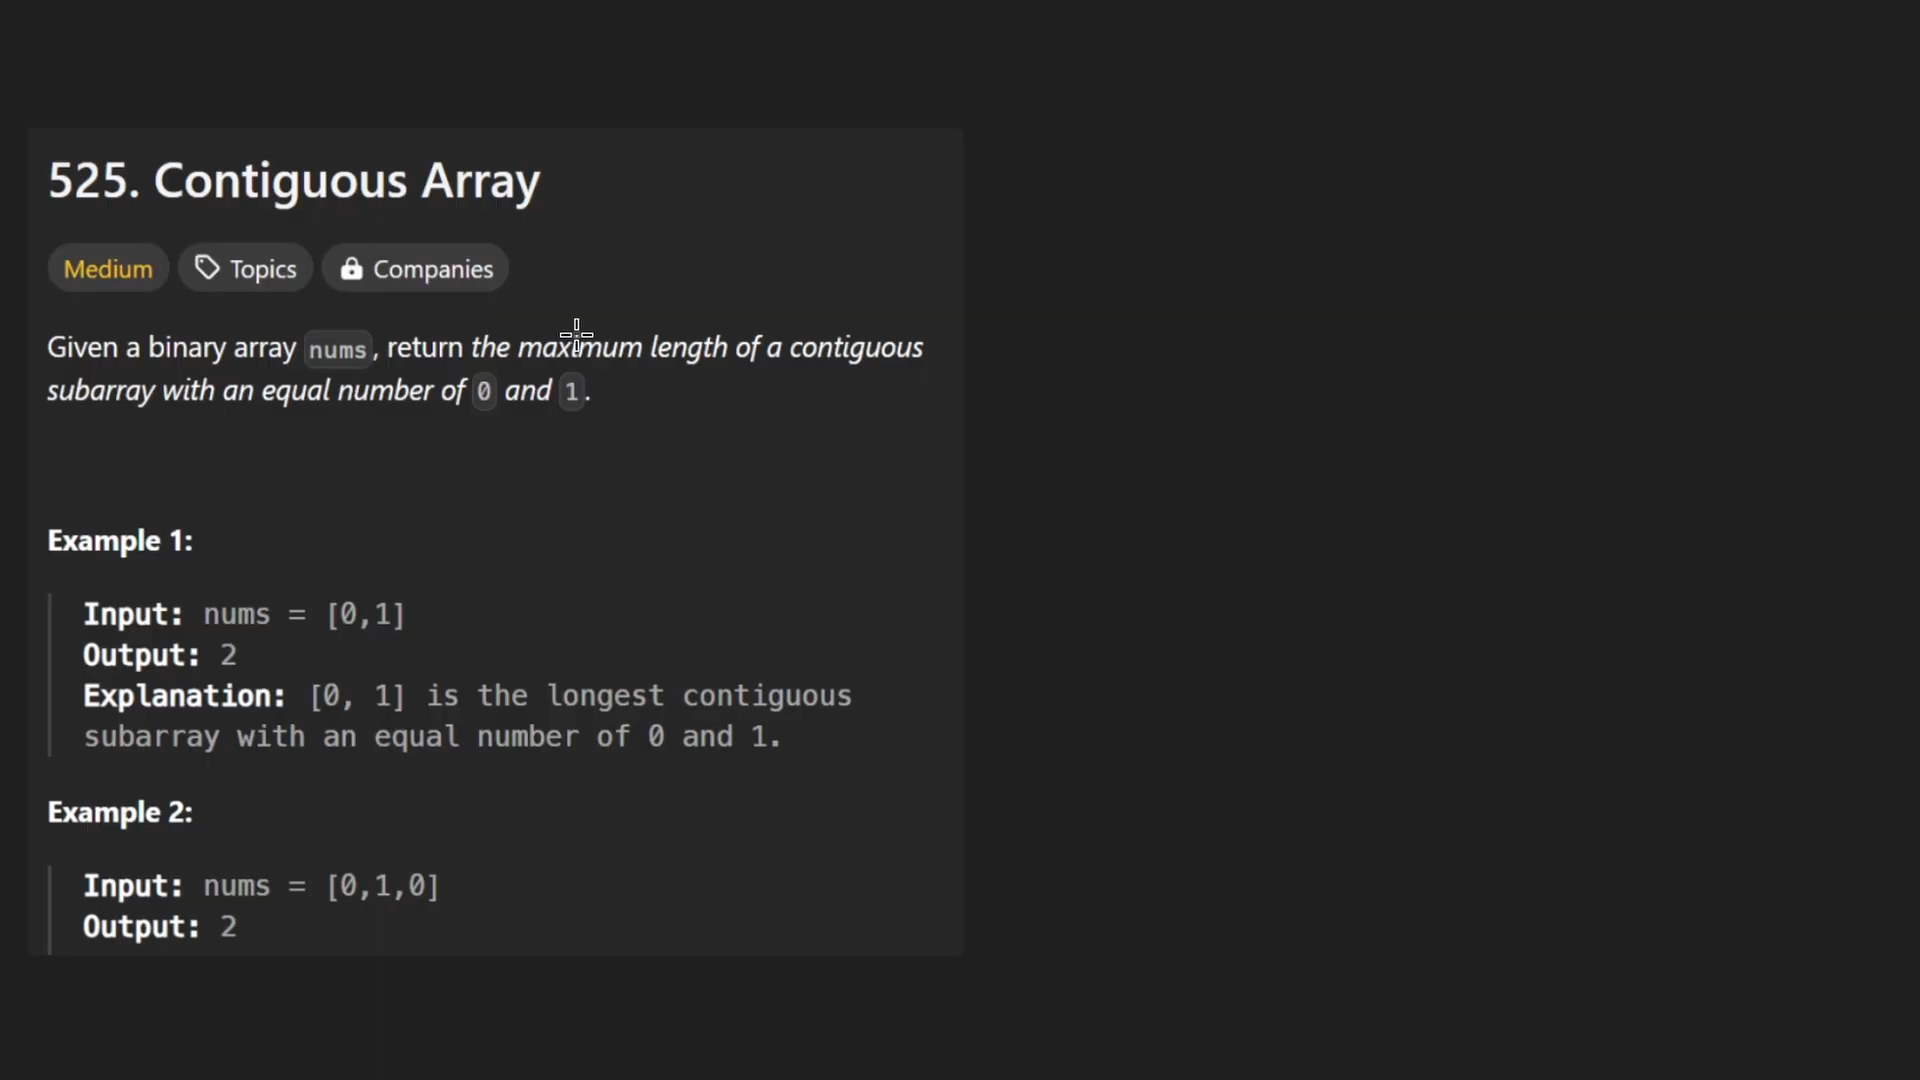 525. Contiguous Array
Medium Topics Companies
Given a binary array nums, return the maximum length of a contiguous
subarray with an equal number of 0 and 1.
Example 1:
Input: nums = [0,1]
Output: 2
Explanation: [0, 1] is the longest contiguous
subarray with an equal number of 0 and 1.
Example 2:
Input: nums = [0,1,0]
Output: 2